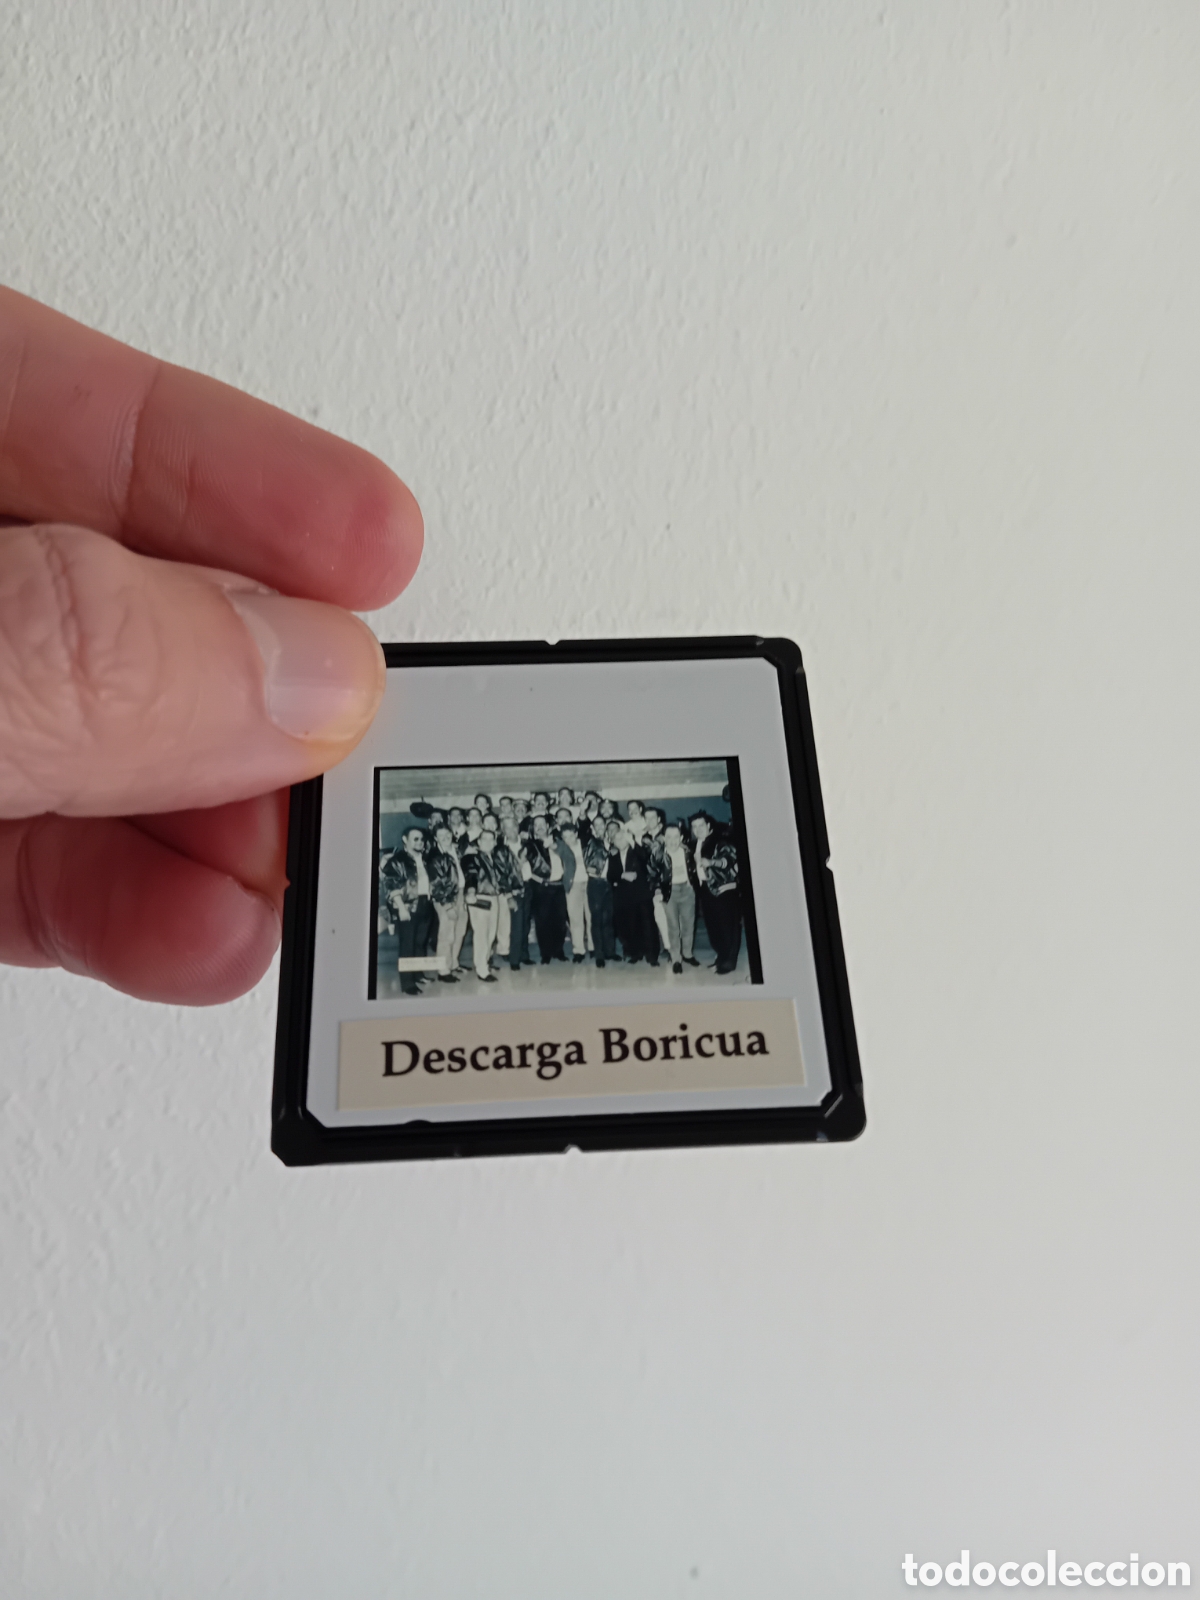 Descarga Boricua
todocoleccion